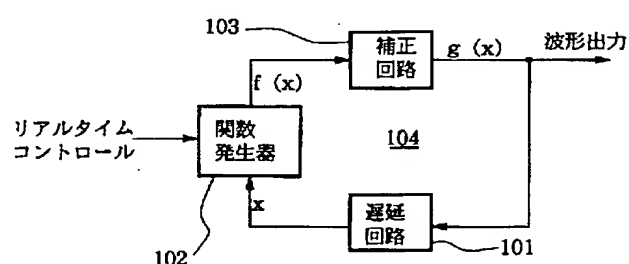 103
補正
回路
g (x)
波形出力
f (x)
リアルタイム
コントロール
関数
発生器
104
x
遅延
回路
101
102